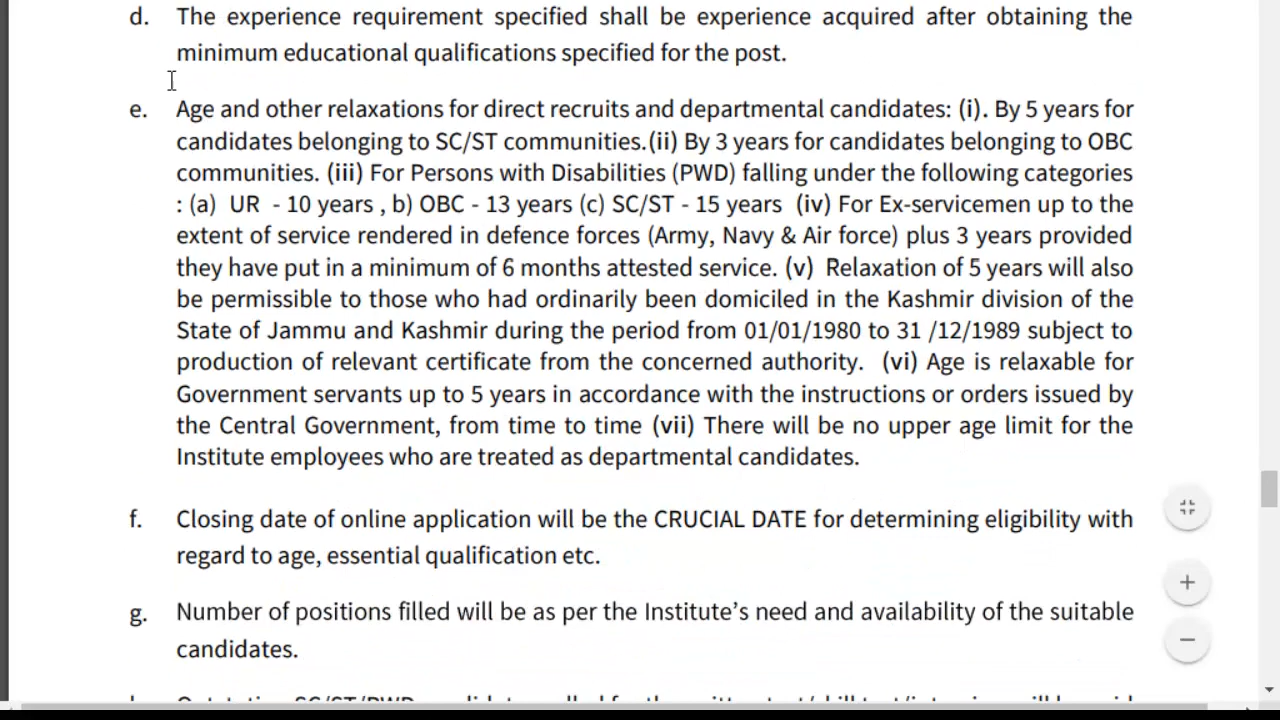 d. The experience requirement specified shall be experience acquired after obtaining the
minimum educational qualifications specified for the post.
e. Age and other relaxations for direct recruits and departmental candidates: (i). By 5 years for
candidates belonging to SC/ST communities.(ii) By 3 years for candidates belonging to OBC
communities. (iii) For Persons with Disabilities (PWD) falling under the following categories
: (a) UR - 10 years , b) OBC - 13 years (c) SC/ST - 15 years (iv) For Ex-servicemen up to the
extent of service rendered in defence forces (Army, Navy & Air force) plus 3 years provided
they have put in a minimum of 6 months attested service. (v) Relaxation of 5 years will also
be permissible to those who had ordinarily been domiciled in the Kashmir division of the
State of Jammu and Kashmir during the period from 01/01/1980 to 31 /12/1989 subject to
production of relevant certificate from the concerned authority. (vi) Age is relaxable for
Government servants up to 5 years in accordance with the instructions or orders issued by
the Central Government, from time to time (vii) There will be no upper age limit for the
Institute employees who are treated as departmental candidates.
f. Closing date of online application will be the CRUCIAL DATE for determining eligibility with
regard to age, essential qualification etc.
g. Number of positions filled will be as per the Institute’s need and availability of the suitable
candidates.